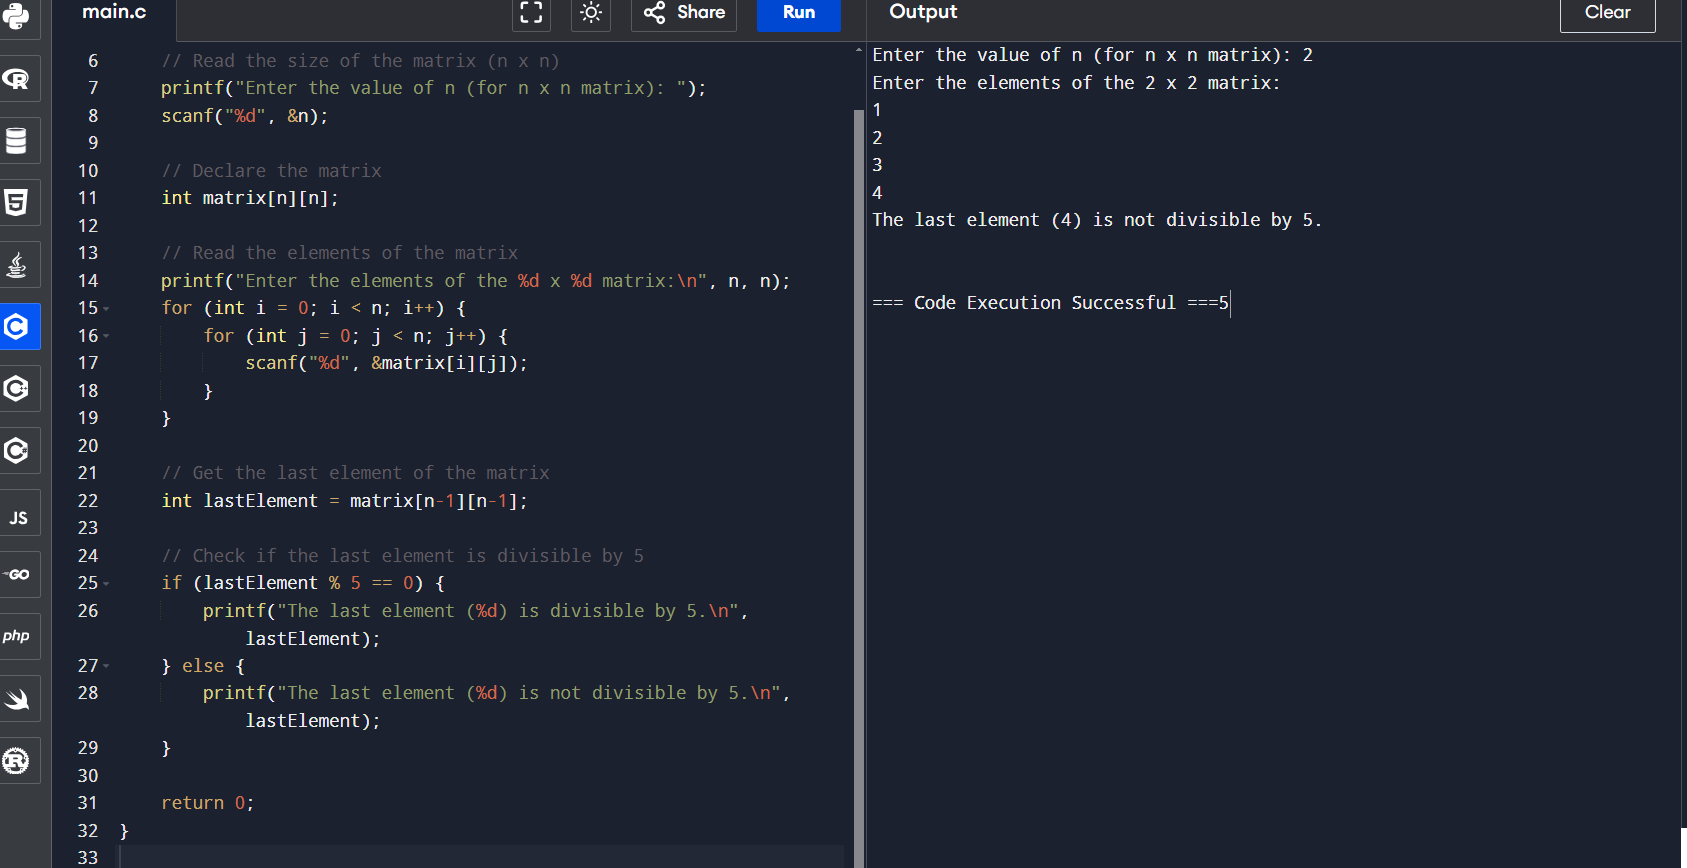 main.c
Share
Run
Output
Clear
6 // Read the size of the matrix (n x n)
7 printf("Enter the value of n (for n x n matrix): ");
8 scanf("%d", &n);
9
10 // Declare the matrix
11 int matrix[n][n];
12
13 // Read the elements of the matrix
14 printf("Enter the elements of the %d x %d matrix:\n", n, n);
15 for (int i = 0; i < n; i++) {
16 for (int j = 0; j < n; j++) {
17 scanf("%d", &matrix[i][j]);
18 }
19 }
20
21 // Get the last element of the matrix
22 int lastElement = matrix[n-1][n-1];
23
24 // Check if the last element is divisible by 5
25 if (lastElement % 5 == 0) {
26 printf("The last element (%d) is divisible by 5.\n",
lastElement);
27 } else {
28 printf("The last element (%d) is not divisible by 5.\n",
lastElement);
29 }
30
31 return 0;
32 }
33
Enter the value of n (for n x n matrix): 2
Enter the elements of the 2 x 2 matrix:
1
2
3
4
The last element (4) is not divisible by 5.
=== Code Execution Successful ===5
R
5
C
C
C#
JS
GO
php
R